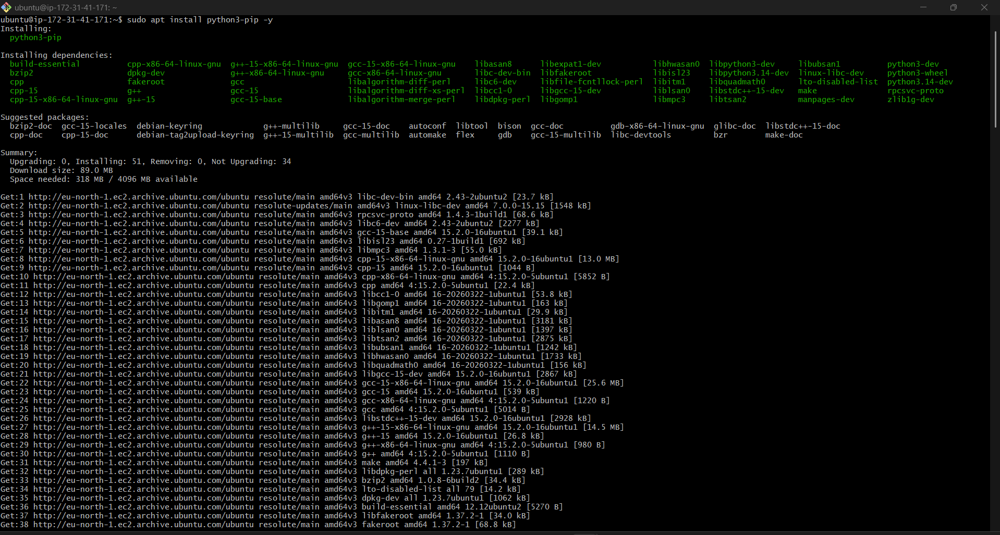 ubuntu@ip-172-31-41-171: ~
ubuntu@ip-172-31-41-171:~$ sudo apt install python3-pip -y
Installing:
  python3-pip

Installing dependencies:
  build-essential           cpp-x86-64-linux-gnu  g++-15-x86-64-linux-gnu  gcc-15-x86-64-linux-gnu    libasan8      libexpat1-dev           libhwasan0  libpython3-dev     libubsan1          python3-dev
  bzip2                     dpkg-dev              g++-x86-64-linux-gnu     gcc-x86-64-linux-gnu       libc-dev-bin  libfakeroot             libisl23    libpython3.14-dev  linux-libc-dev     python3-wheel
  cpp                       fakeroot              gcc                      libalgorithm-diff-perl     libc6-dev     libfile-fcntllock-perl  libitm1     libquadmath0       lto-disabled-list  python3.14-dev
  cpp-15                    g++                   gcc-15                   libalgorithm-diff-xs-perl  libcc1-0      libgcc-15-dev           liblsan0    libstdc++-15-dev   make               rpcsvc-proto
  cpp-15-x86-64-linux-gnu  g++-15                gcc-15-base              libalgorithm-merge-perl    libdpkg-perl  libgomp1                libmpc3     libtsan2           manpages-dev       zlib1g-dev

Suggested packages:
  bzip2-doc  gcc-15-locales  debian-keyring             g++-multilib     gcc-15-doc    autoconf  libtool  bison  gcc-doc          gdb-x86-64-linux-gnu  glibc-doc  libstdc++-15-doc
  cpp-doc    cpp-15-doc      debian-tag2upload-keyring  g++-15-multilib  gcc-multilib  automake  flex     gdb    gcc-15-multilib  libc-devtools         bzr        make-doc

Summary:
  Upgrading: 0, Installing: 51, Removing: 0, Not Upgrading: 34
  Download size: 89.0 MB
  Space needed: 318 MB / 4096 MB available

Get:1 http://eu-north-1.ec2.archive.ubuntu.com/ubuntu resolute/main amd64v3 libc-dev-bin amd64 2.43-2ubuntu2 [23.7 kB]
Get:2 http://eu-north-1.ec2.archive.ubuntu.com/ubuntu resolute-updates/main amd64v3 linux-libc-dev amd64 7.0.0-15.15 [1548 kB]
Get:3 http://eu-north-1.ec2.archive.ubuntu.com/ubuntu resolute/main amd64v3 rpcsvc-proto amd64 1.4.3-1build1 [68.6 kB]
Get:4 http://eu-north-1.ec2.archive.ubuntu.com/ubuntu resolute/main amd64v3 libc6-dev amd64 2.43-2ubuntu2 [2277 kB]
Get:5 http://eu-north-1.ec2.archive.ubuntu.com/ubuntu resolute/main amd64v3 gcc-15-base amd64 15.2.0-16ubuntu1 [39.1 kB]
Get:6 http://eu-north-1.ec2.archive.ubuntu.com/ubuntu resolute/main amd64v3 libisl23 amd64 0.27-1build1 [692 kB]
Get:7 http://eu-north-1.ec2.archive.ubuntu.com/ubuntu resolute/main amd64v3 libmpc3 amd64 1.3.1-3 [55.0 kB]
Get:8 http://eu-north-1.ec2.archive.ubuntu.com/ubuntu resolute/main amd64v3 cpp-15-x86-64-linux-gnu amd64 15.2.0-16ubuntu1 [13.0 MB]
Get:9 http://eu-north-1.ec2.archive.ubuntu.com/ubuntu resolute/main amd64v3 cpp-15 amd64 15.2.0-16ubuntu1 [1044 B]
Get:10 http://eu-north-1.ec2.archive.ubuntu.com/ubuntu resolute/main amd64v3 cpp-x86-64-linux-gnu amd64 4:15.2.0-5ubuntu1 [5852 B]
Get:11 http://eu-north-1.ec2.archive.ubuntu.com/ubuntu resolute/main amd64v3 cpp amd64 4:15.2.0-5ubuntu1 [22.4 kB]
Get:12 http://eu-north-1.ec2.archive.ubuntu.com/ubuntu resolute/main amd64v3 libcc1-0 amd64 16-20260322-1ubuntu1 [53.8 kB]
Get:13 http://eu-north-1.ec2.archive.ubuntu.com/ubuntu resolute/main amd64v3 libgomp1 amd64 16-20260322-1ubuntu1 [163 kB]
Get:14 http://eu-north-1.ec2.archive.ubuntu.com/ubuntu resolute/main amd64v3 libitm1 amd64 16-20260322-1ubuntu1 [29.9 kB]
Get:15 http://eu-north-1.ec2.archive.ubuntu.com/ubuntu resolute/main amd64v3 libasan8 amd64 16-20260322-1ubuntu1 [3181 kB]
Get:16 http://eu-north-1.ec2.archive.ubuntu.com/ubuntu resolute/main amd64v3 liblsan0 amd64 16-20260322-1ubuntu1 [1397 kB]
Get:17 http://eu-north-1.ec2.archive.ubuntu.com/ubuntu resolute/main amd64v3 libtsan2 amd64 16-20260322-1ubuntu1 [2875 kB]
Get:18 http://eu-north-1.ec2.archive.ubuntu.com/ubuntu resolute/main amd64v3 libubsan1 amd64 16-20260322-1ubuntu1 [1242 kB]
Get:19 http://eu-north-1.ec2.archive.ubuntu.com/ubuntu resolute/main amd64v3 libhwasan0 amd64 16-20260322-1ubuntu1 [1733 kB]
Get:20 http://eu-north-1.ec2.archive.ubuntu.com/ubuntu resolute/main amd64v3 libquadmath0 amd64 16-20260322-1ubuntu1 [156 kB]
Get:21 http://eu-north-1.ec2.archive.ubuntu.com/ubuntu resolute/main amd64v3 libgcc-15-dev amd64 15.2.0-16ubuntu1 [2867 kB]
Get:22 http://eu-north-1.ec2.archive.ubuntu.com/ubuntu resolute/main amd64v3 gcc-15-x86-64-linux-gnu amd64 15.2.0-16ubuntu1 [25.6 MB]
Get:23 http://eu-north-1.ec2.archive.ubuntu.com/ubuntu resolute/main amd64v3 gcc-15 amd64 15.2.0-16ubuntu1 [539 kB]
Get:24 http://eu-north-1.ec2.archive.ubuntu.com/ubuntu resolute/main amd64v3 gcc-x86-64-linux-gnu amd64 4:15.2.0-5ubuntu1 [1220 B]
Get:25 http://eu-north-1.ec2.archive.ubuntu.com/ubuntu resolute/main amd64v3 gcc amd64 4:15.2.0-5ubuntu1 [5014 B]
Get:26 http://eu-north-1.ec2.archive.ubuntu.com/ubuntu resolute/main amd64v3 libstdc++-15-dev amd64 15.2.0-16ubuntu1 [2928 kB]
Get:27 http://eu-north-1.ec2.archive.ubuntu.com/ubuntu resolute/main amd64v3 g++-15-x86-64-linux-gnu amd64 15.2.0-16ubuntu1 [14.5 MB]
Get:28 http://eu-north-1.ec2.archive.ubuntu.com/ubuntu resolute/main amd64v3 g++-15 amd64 15.2.0-16ubuntu1 [26.8 kB]
Get:29 http://eu-north-1.ec2.archive.ubuntu.com/ubuntu resolute/main amd64v3 g++-x86-64-linux-gnu amd64 4:15.2.0-5ubuntu1 [980 B]
Get:30 http://eu-north-1.ec2.archive.ubuntu.com/ubuntu resolute/main amd64v3 g++ amd64 4:15.2.0-5ubuntu1 [1110 B]
Get:31 http://eu-north-1.ec2.archive.ubuntu.com/ubuntu resolute/main amd64v3 make amd64 4.4.1-3 [197 kB]
Get:32 http://eu-north-1.ec2.archive.ubuntu.com/ubuntu resolute/main amd64v3 libdpkg-perl all 1.23.7ubuntu1 [289 kB]
Get:33 http://eu-north-1.ec2.archive.ubuntu.com/ubuntu resolute/main amd64v3 bzip2 amd64 1.0.8-6build2 [34.4 kB]
Get:34 http://eu-north-1.ec2.archive.ubuntu.com/ubuntu resolute/main amd64v3 lto-disabled-list all 79 [14.2 kB]
Get:35 http://eu-north-1.ec2.archive.ubuntu.com/ubuntu resolute/main amd64v3 dpkg-dev all 1.23.7ubuntu1 [1062 kB]
Get:36 http://eu-north-1.ec2.archive.ubuntu.com/ubuntu resolute/main amd64v3 build-essential amd64 12.12ubuntu2 [5270 B]
Get:37 http://eu-north-1.ec2.archive.ubuntu.com/ubuntu resolute/main amd64v3 libfakeroot amd64 1.37.2-1 [34.0 kB]
Get:38 http://eu-north-1.ec2.archive.ubuntu.com/ubuntu resolute/main amd64v3 fakeroot amd64 1.37.2-1 [68.8 kB]